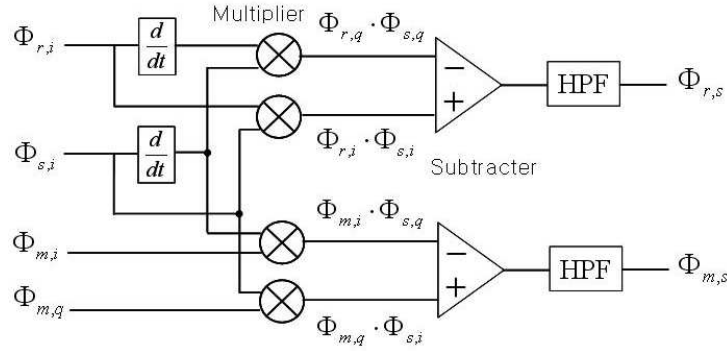 Multiplier
Φr,i
d/dt
Φr,q · Φs,q
−
+
HPF
Φr,s
Φr,i · Φs,i
Φs,i
d/dt
Subtracter
Φm,i · Φs,q
Φm,i
−
+
HPF
Φm,s
Φm,q
Φm,q · Φs,i